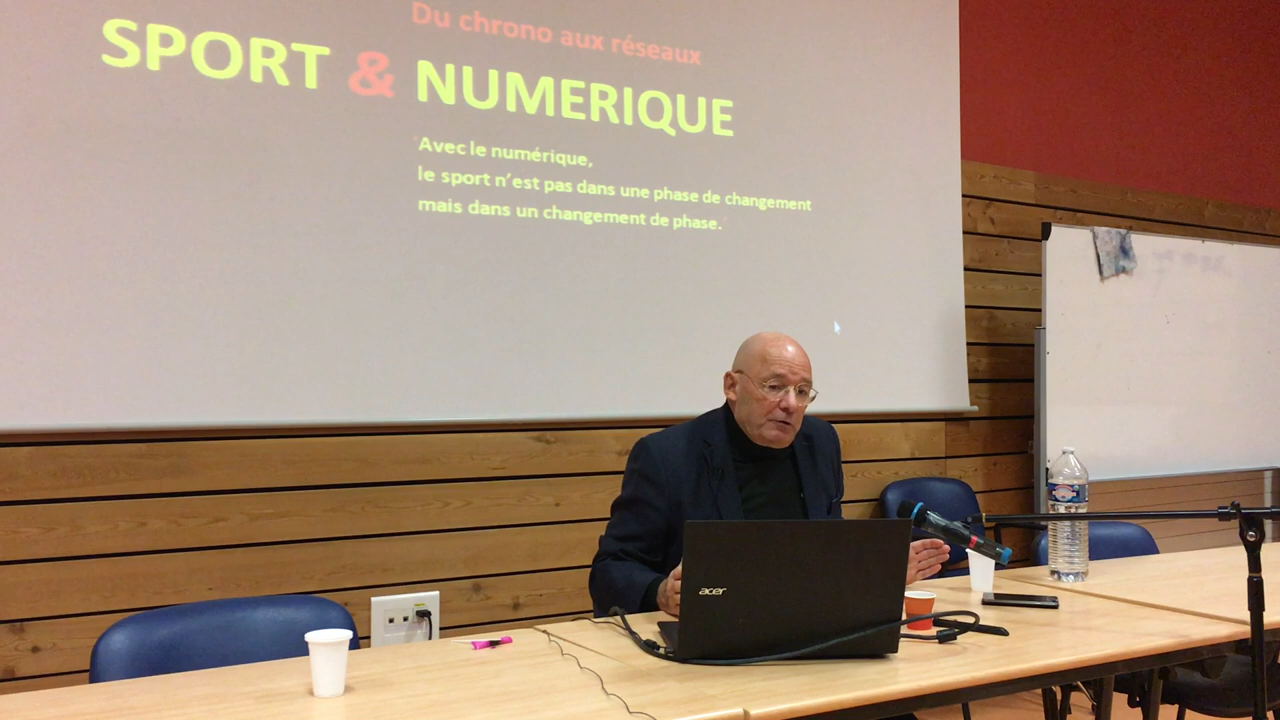 Du chrono aux réseaux
SPORT & NUMERIQUE
‘Avec le numérique,
le sport n’est pas dans une phase de changement
mais dans un changement de phase.’
acer